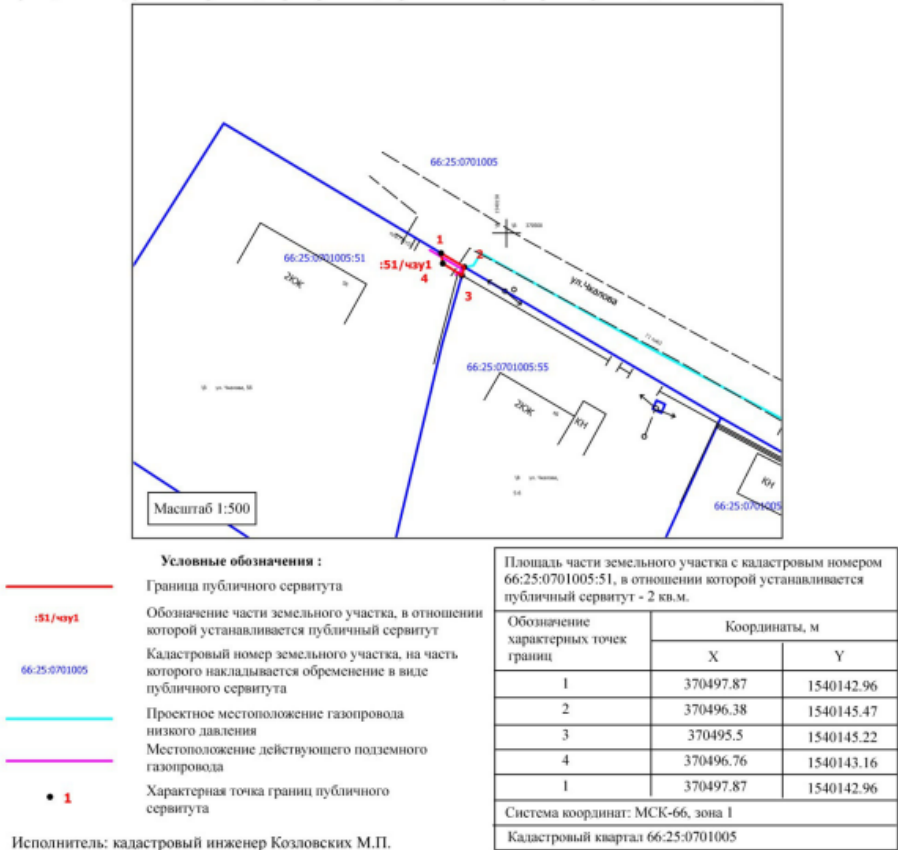 66:25:0701005
1
2
66:25:0701005:51
:51/чзу1
4
3
ул.Чкалова
2КЖ
66:25:0701005:55
2КЖ
КН
КН
66:25:0701005
Масштаб 1:500
Условные обозначения :
Граница публичного сервитута
:51/чзу1
Обозначение части земельного участка, в отношении
которой устанавливается публичный сервитут
66:25:0701005
Кадастровый номер земельного участка, на часть
которого накладывается обременение в виде
публичного сервитута
Проектное местоположение газопровода
низкого давления
Местоположение действующего подземного
газопровода
1
Характерная точка границ публичного
сервитута
Исполнитель: кадастровый инженер Козловских М.П.
Площадь части земельного участка с кадастровым номером
66:25:0701005:51, в отношении которой устанавливается
публичный сервитут - 2 кв.м.
Обозначение
характерных точек
границ
Координаты, м
X
Y
1 370497.87 1540142.96
2 370496.38 1540145.47
3 370495.5 1540145.22
4 370496.76 1540143.16
1 370497.87 1540142.96
Система координат: МСК-66, зона 1
Кадастровый квартал 66:25:0701005